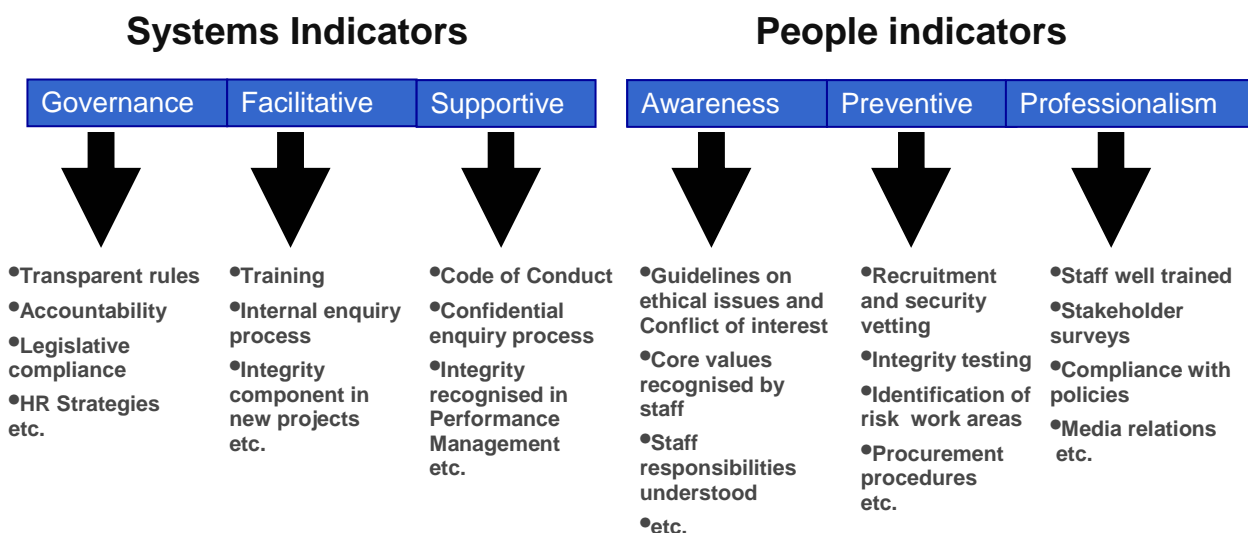 Systems Indicators
People indicators
Governance
Facilitative
Supportive
Awareness
Preventive
Professionalism
•Transparent rules
•Accountability
•Legislative
compliance
•HR Strategies
etc.
•Training
•Internal enquiry
process
•Integrity
component in
new projects
etc.
•Code of Conduct
•Confidential
enquiry process
•Integrity
recognised in
Performance
Management
etc.
•Guidelines on
ethical issues and
Conflict of interest
•Core values
recognised by
staff
•Staff
responsibilities
understood
•etc.
•Recruitment
and security
vetting
•Integrity testing
•Identification of
risk work areas
•Procurement
procedures
etc.
•Staff well trained
•Stakeholder
surveys
•Compliance with
policies
•Media relations
etc.